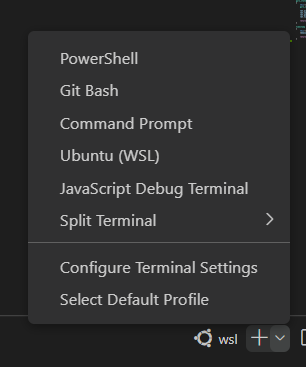 PowerShell
Git Bash
Command Prompt
Ubuntu (WSL)
JavaScript Debug Terminal
Split Terminal
Configure Terminal Settings
Select Default Profile
wsl